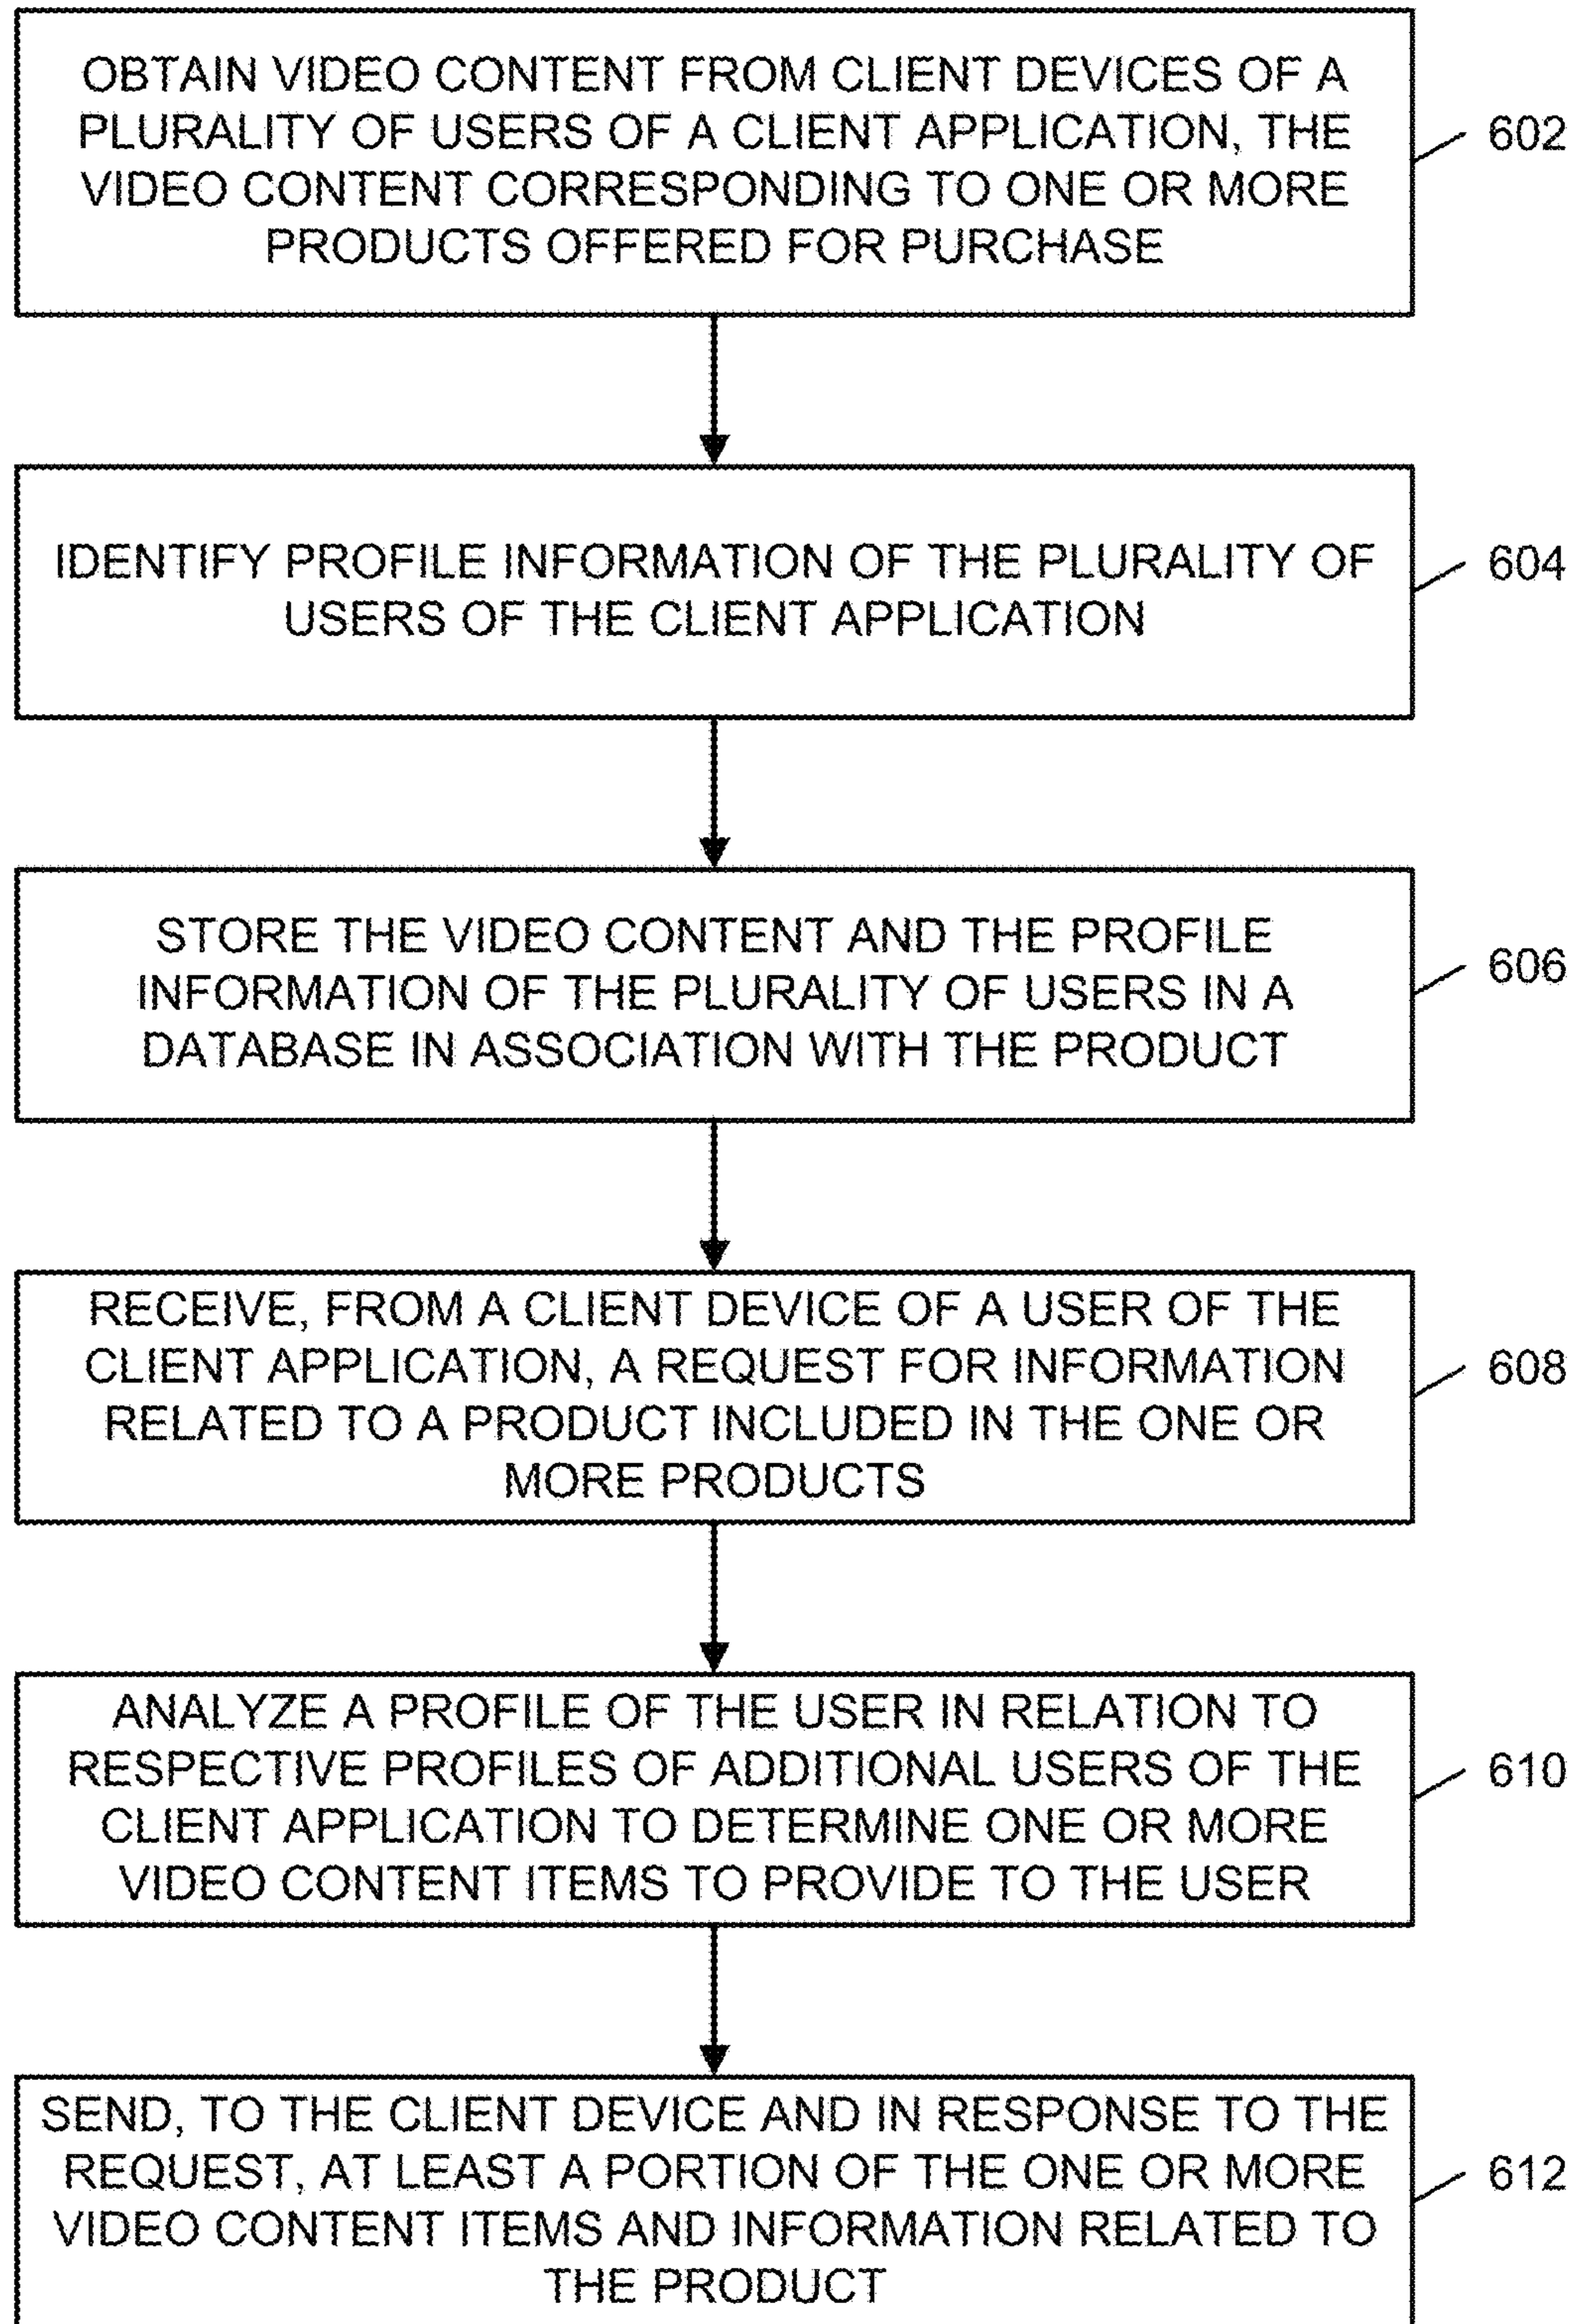 OBTAIN VIDEO CONTENT FROM CLIENT DEVICES OF A
PLURALITY OF USERS OF A CLIENT APPLICATION, THE
VIDEO CONTENT CORRESPONDING TO ONE OR MORE
PRODUCTS OFFERED FOR PURCHASE
602
IDENTIFY PROFILE INFORMATION OF THE PLURALITY OF
USERS OF THE CLIENT APPLICATION
604
STORE THE VIDEO CONTENT AND THE PROFILE
INFORMATION OF THE PLURALITY OF USERS IN A
DATABASE IN ASSOCIATION WITH THE PRODUCT
606
RECEIVE, FROM A CLIENT DEVICE OF A USER OF THE
CLIENT APPLICATION, A REQUEST FOR INFORMATION
RELATED TO A PRODUCT INCLUDED IN THE ONE OR
MORE PRODUCTS
608
ANALYZE A PROFILE OF THE USER IN RELATION TO
RESPECTIVE PROFILES OF ADDITIONAL USERS OF THE
CLIENT APPLICATION TO DETERMINE ONE OR MORE
VIDEO CONTENT ITEMS TO PROVIDE TO THE USER
610
SEND, TO THE CLIENT DEVICE AND IN RESPONSE TO THE
REQUEST, AT LEAST A PORTION OF THE ONE OR MORE
VIDEO CONTENT ITEMS AND INFORMATION RELATED TO
THE PRODUCT
612